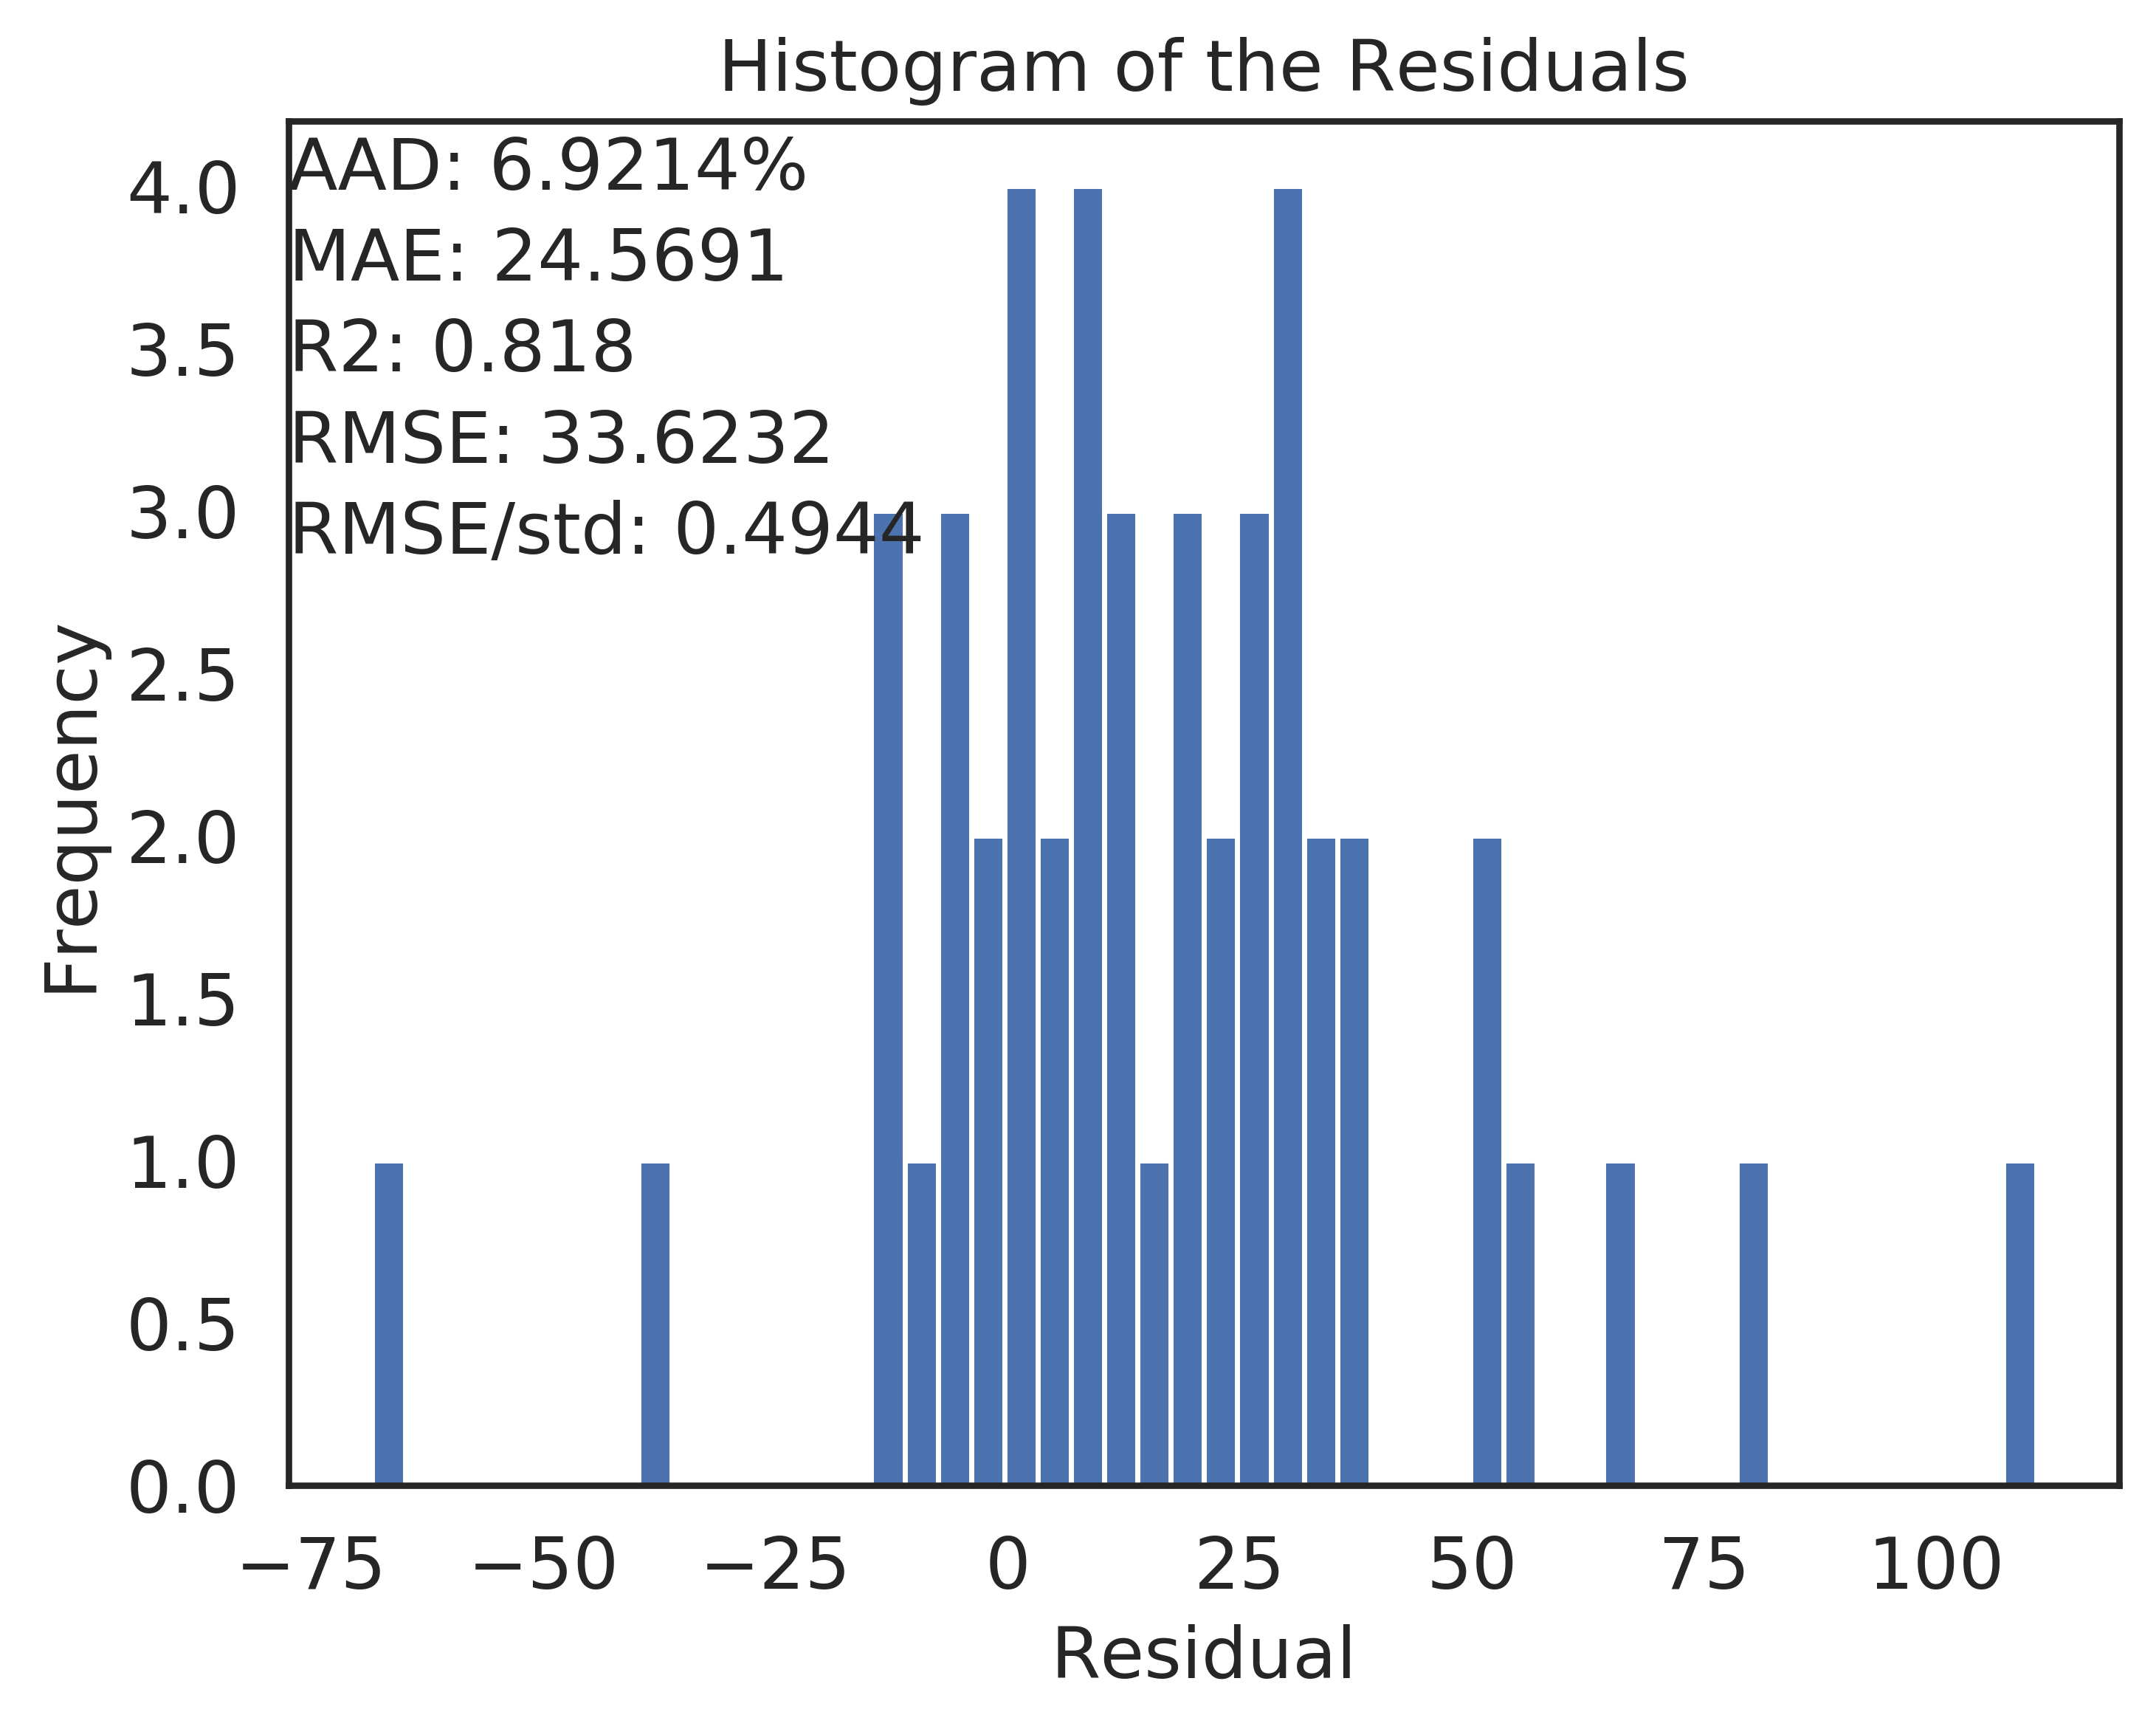 Histogram of the Residuals
AAD: 6.9214%
MAE: 24.5691
R2: 0.818
RMSE: 33.6232
RMSE/std: 0.4944
4.0
3.5
3.0
2.5
2.0
1.5
1.0
0.5
0.0
Frequency
−75 −50 −25 0 25 50 75 100
Residual